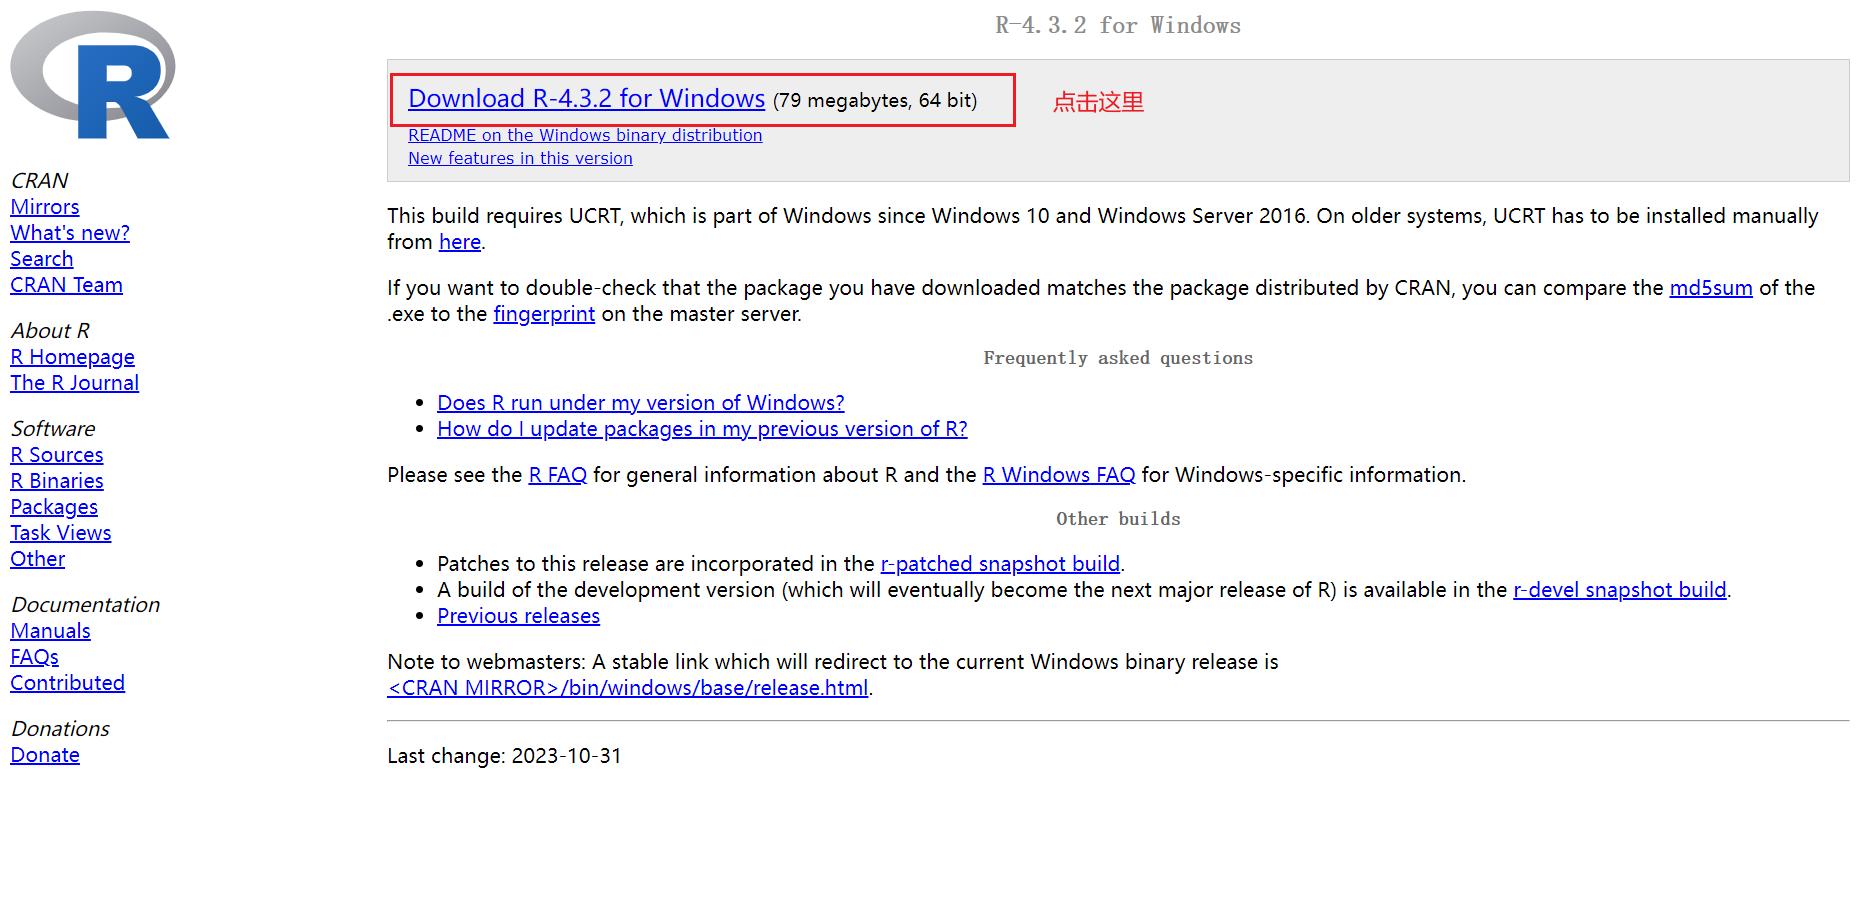 R
CRAN
Mirrors
What's new?
Search
CRAN Team
About R
R Homepage
The R Journal
Software
R Sources
R Binaries
Packages
Task Views
Other
Documentation
Manuals
FAQs
Contributed
Donations
Donate
R-4.3.2 for Windows
Download R-4.3.2 for Windows (79 megabytes, 64 bit) 点击这里
README on the Windows binary distribution
New features in this version
This build requires UCRT, which is part of Windows since Windows 10 and Windows Server 2016. On older systems, UCRT has to be installed manually
from here.
If you want to double-check that the package you have downloaded matches the package distributed by CRAN, you can compare the md5sum of the
.exe to the fingerprint on the master server.
Frequently asked questions
• Does R run under my version of Windows?
• How do I update packages in my previous version of R?
Please see the R FAQ for general information about R and the R Windows FAQ for Windows-specific information.
Other builds
• Patches to this release are incorporated in the r-patched snapshot build.
• A build of the development version (which will eventually become the next major release of R) is available in the r-devel snapshot build.
• Previous releases
Note to webmasters: A stable link which will redirect to the current Windows binary release is
<CRAN MIRROR>/bin/windows/base/release.html.
Last change: 2023-10-31